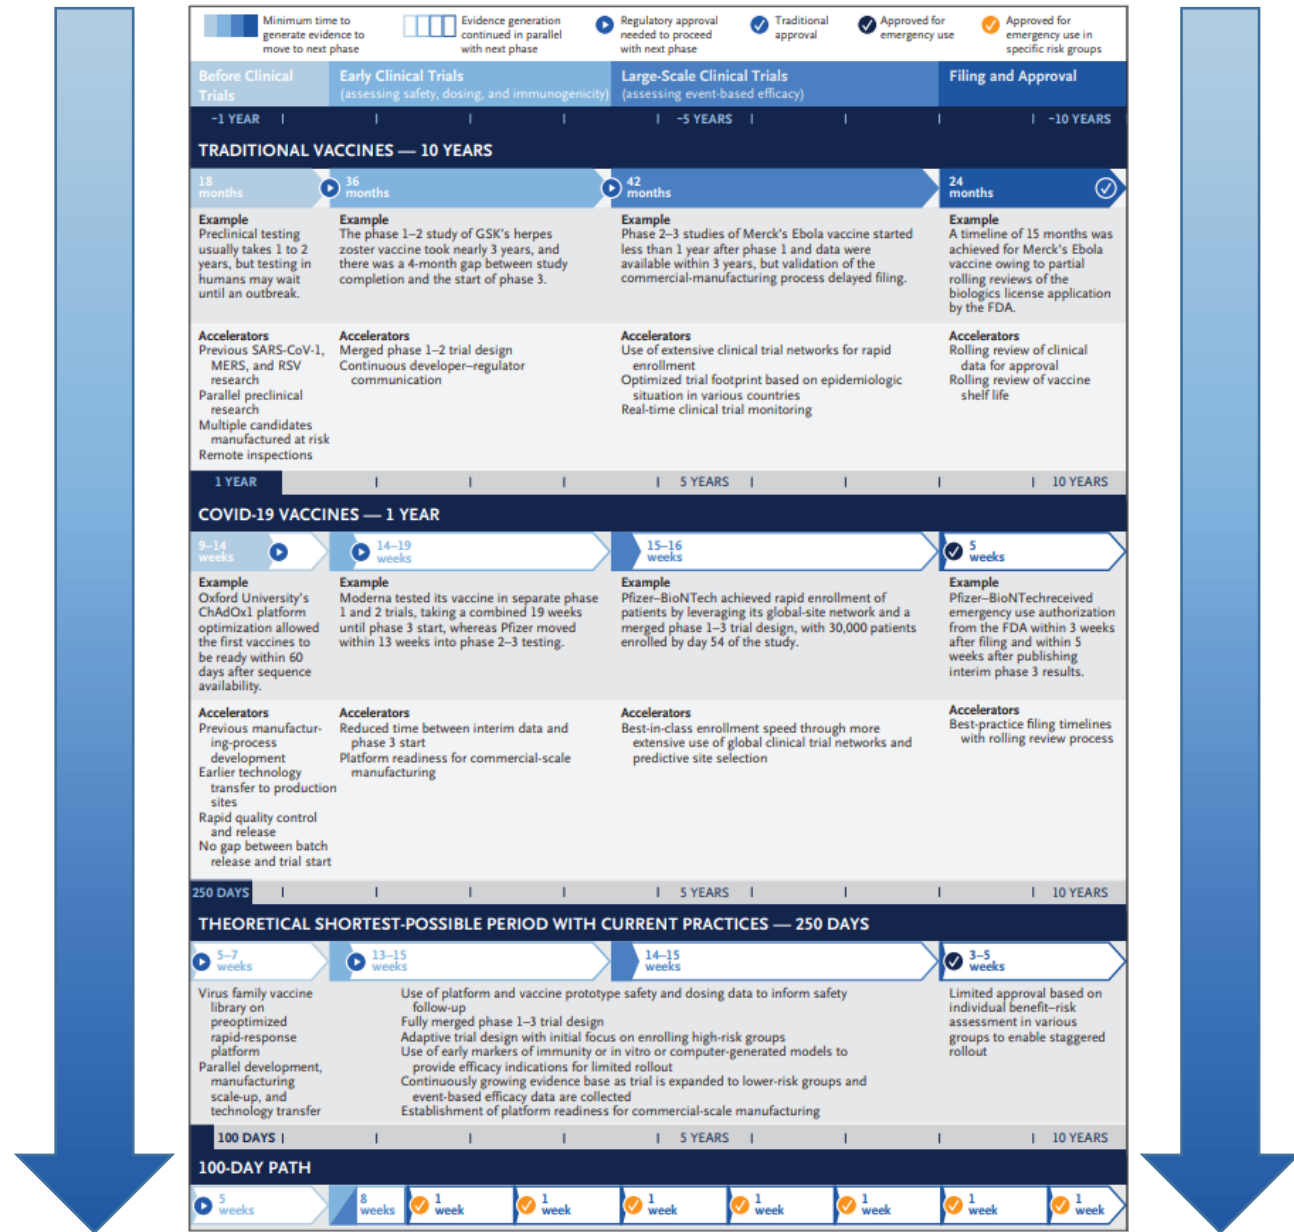 Minimum time to
generate evidence to
move to next phase
Evidence generation
continued in parallel
with next phase
Regulatory approval
needed to proceed
with next phase
Traditional
approval
Approved for
emergency use
Approved for
emergency use in
specific risk groups
Before Clinical
Trials
Early Clinical Trials
(assessing safety, dosing, and immunogenicity)
Large-Scale Clinical Trials
(assessing event-based efficacy)
Filing and Approval
~1 YEAR
~5 YEARS
~10 YEARS
TRADITIONAL VACCINES — 10 YEARS
18
months
36
months
42
months
24
months
Example
Preclinical testing
usually takes 1 to 2
years, but testing in
humans may wait
until an outbreak.
Example
The phase 1–2 study of GSK's herpes
zoster vaccine took nearly 3 years, and
there was a 4-month gap between study
completion and the start of phase 3.
Example
Phase 2–3 studies of Merck's Ebola vaccine started
less than 1 year after phase 1 and data were
available within 3 years, but validation of the
commercial-manufacturing process delayed filing.
Example
A timeline of 15 months was
achieved for Merck's Ebola
vaccine owing to partial
rolling reviews of the
biologics license application
by the FDA.
Accelerators
Previous SARS-CoV-1,
MERS, and RSV
research
Parallel preclinical
research
Multiple candidates
manufactured at risk
Remote inspections
Accelerators
Merged phase 1–2 trial design
Continuous developer–regulator
communication
Accelerators
Use of extensive clinical trial networks for rapid
enrollment
Optimized trial footprint based on epidemiologic
situation in various countries
Real-time clinical trial monitoring
Accelerators
Rolling review of clinical
data for approval
Rolling review of vaccine
shelf life
1 YEAR
5 YEARS
10 YEARS
COVID-19 VACCINES — 1 YEAR
9–14
weeks
14–19
weeks
15–16
weeks
5
weeks
Example
Oxford University's
ChAdOx1 platform
optimization allowed
the first vaccines to
be ready within 60
days after sequence
availability.
Example
Moderna tested its vaccine in separate phase
1 and 2 trials, taking a combined 19 weeks
until phase 3 start, whereas Pfizer moved
within 13 weeks into phase 2–3 testing.
Example
Pfizer–BioNTech achieved rapid enrollment of
patients by leveraging its global-site network and a
merged phase 1–3 trial design, with 30,000 patients
enrolled by day 54 of the study.
Example
Pfizer–BioNTechreceived
emergency use authorization
from the FDA within 3 weeks
after filing and within 5
weeks after publishing
interim phase 3 results.
Accelerators
Previous manufactur-
ing-process
development
Earlier technology
transfer to production
sites
Rapid quality control
and release
No gap between batch
release and trial start
Accelerators
Reduced time between interim data and
phase 3 start
Platform readiness for commercial-scale
manufacturing
Accelerators
Best-in-class enrollment speed through more
extensive use of global clinical trial networks and
predictive site selection
Accelerators
Best-practice filing timelines
with rolling review process
250 DAYS
5 YEARS
10 YEARS
THEORETICAL SHORTEST-POSSIBLE PERIOD WITH CURRENT PRACTICES — 250 DAYS
5–7
weeks
13–15
weeks
14–15
weeks
3–5
weeks
Virus family vaccine
library on
preoptimized
rapid-response
platform
Parallel development,
manufacturing
scale-up, and
technology transfer
Use of platform and vaccine prototype safety and dosing data to inform safety
follow-up
Fully merged phase 1–3 trial design
Adaptive trial design with initial focus on enrolling high-risk groups
Use of early markers of immunity or in vitro or computer-generated models to
provide efficacy indications for limited rollout
Continuously growing evidence base as trial is expanded to lower-risk groups and
event-based efficacy data are collected
Establishment of platform readiness for commercial-scale manufacturing
Limited approval based on
individual benefit–risk
assessment in various
groups to enable staggered
rollout
100 DAYS
5 YEARS
10 YEARS
100-DAY PATH
5
weeks
8
weeks
1
week
1
week
1
week
1
week
1
week
1
week
1
week